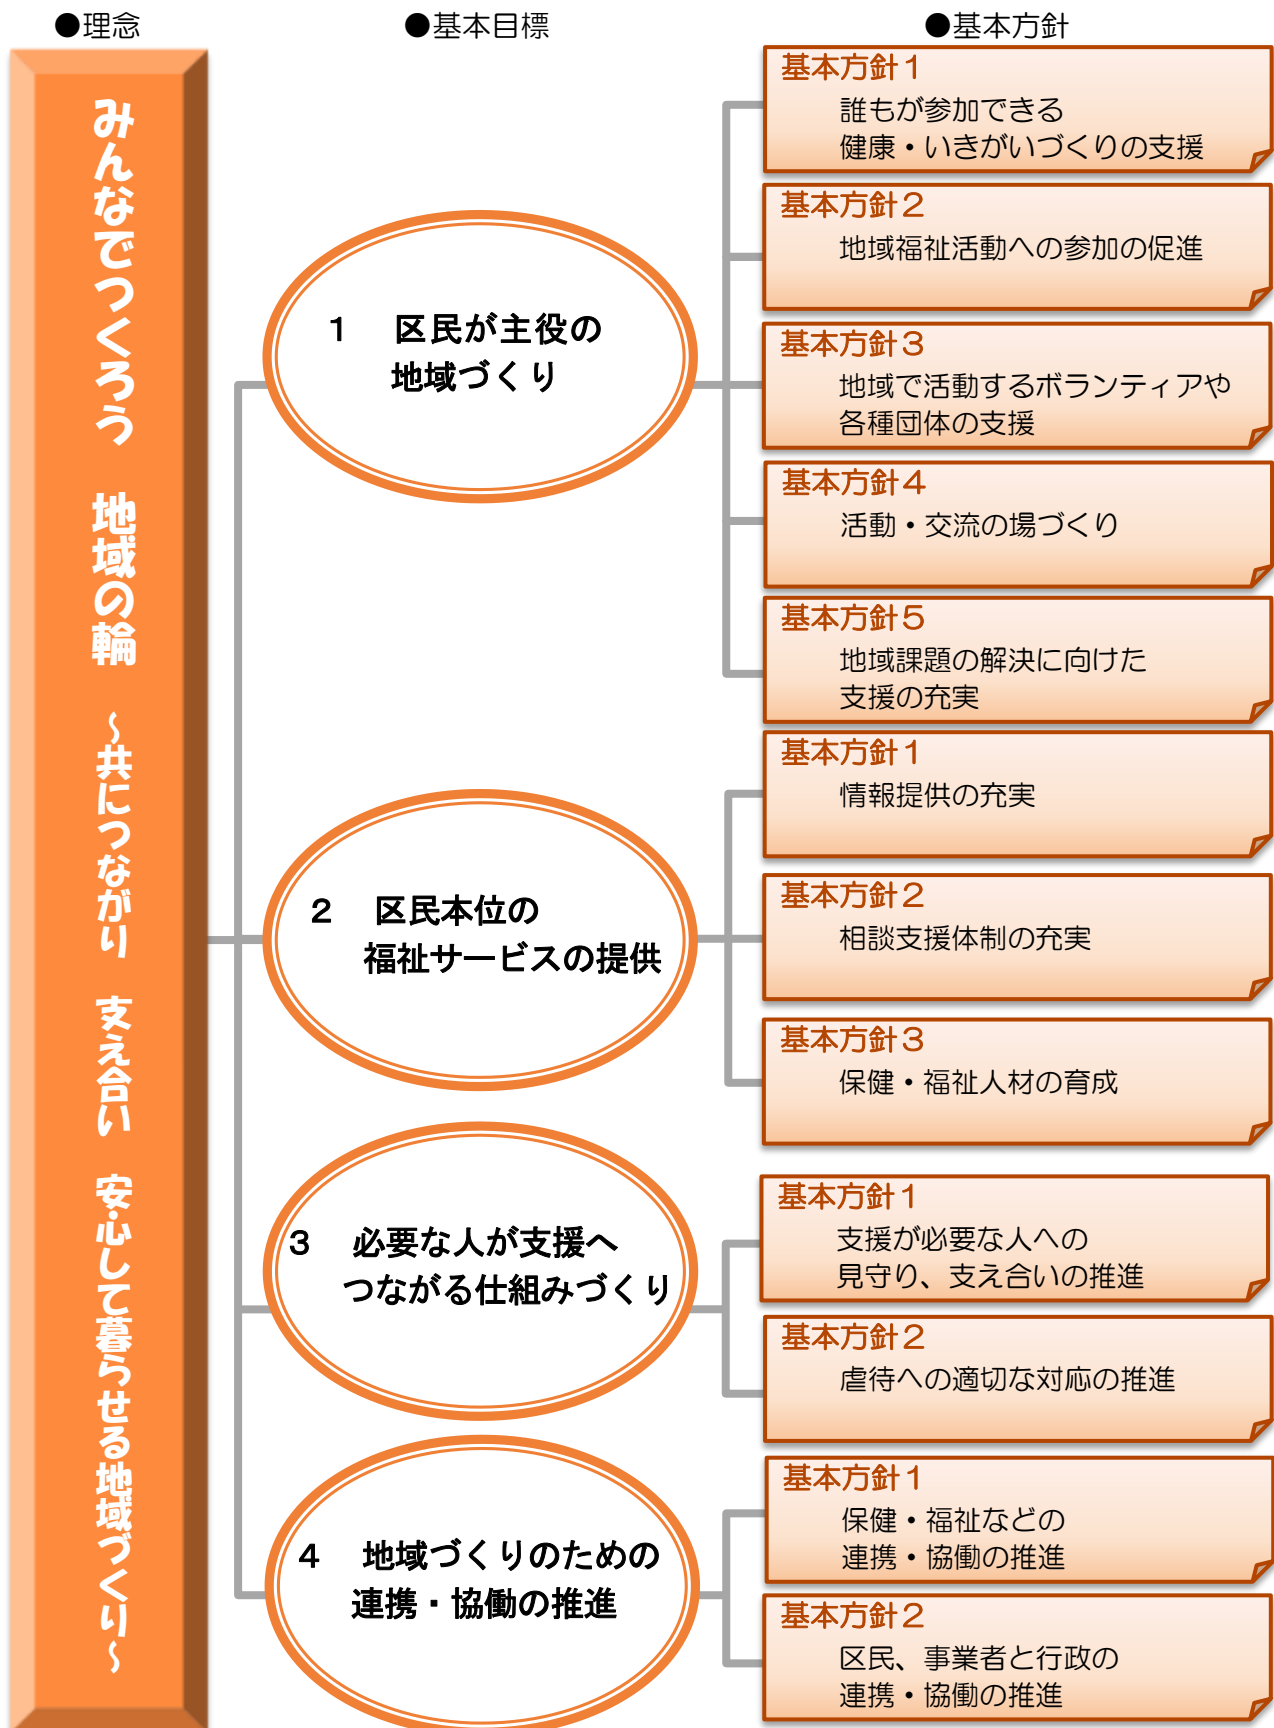 ●理念
●基本目標
●基本方針
みんなでつくろう　地域の輪　～共につながり　支え合い　安心して暮らせる地域づくり～
１　区民が主役の
地域づくり
基本方針１
誰もが参加できる
健康・いきがいづくりの支援
基本方針２
地域福祉活動への参加の促進
基本方針３
地域で活動するボランティアや
各種団体の支援
基本方針４
活動・交流の場づくり
基本方針５
地域課題の解決に向けた
支援の充実
２　区民本位の
福祉サービスの提供
基本方針１
情報提供の充実
基本方針２
相談支援体制の充実
基本方針３
保健・福祉人材の育成
３　必要な人が支援へ
つながる仕組みづくり
基本方針１
支援が必要な人への
見守り、支え合いの推進
基本方針２
虐待への適切な対応の推進
４　地域づくりのための
連携・協働の推進
基本方針１
保健・福祉などの
連携・協働の推進
基本方針２
区民、事業者と行政の
連携・協働の推進